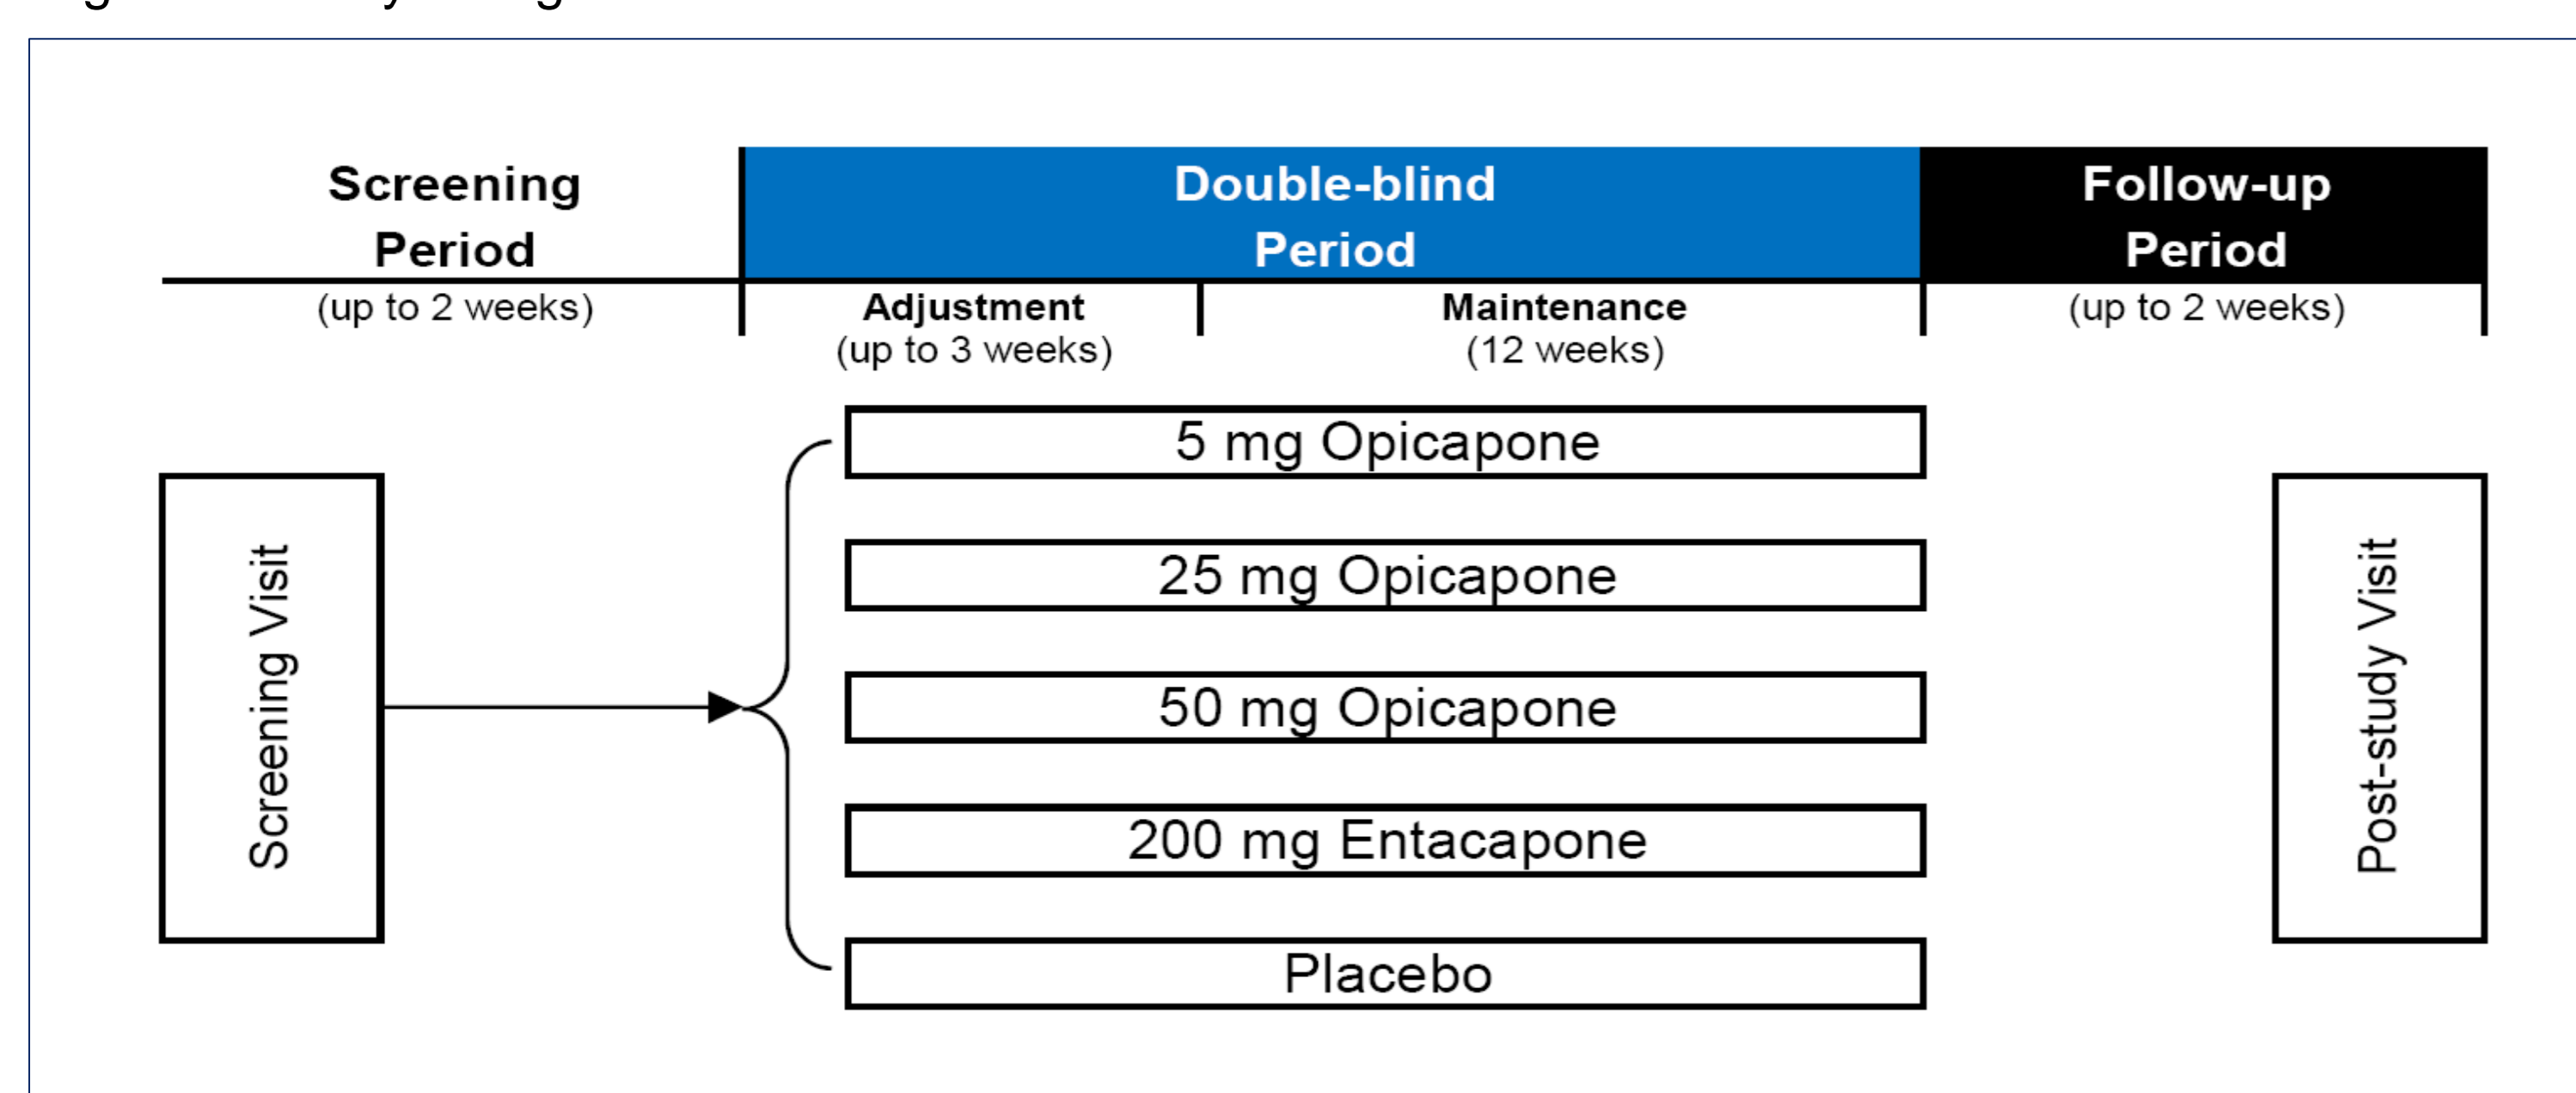 Screening
Period
(up to 2 weeks)
Double-blind
Period
Adjustment
(up to 3 weeks)
Maintenance
(12 weeks)
Follow-up
Period
(up to 2 weeks)
Screening Visit
5 mg Opicapone
25 mg Opicapone
50 mg Opicapone
200 mg Entacapone
Placebo
Post-study Visit